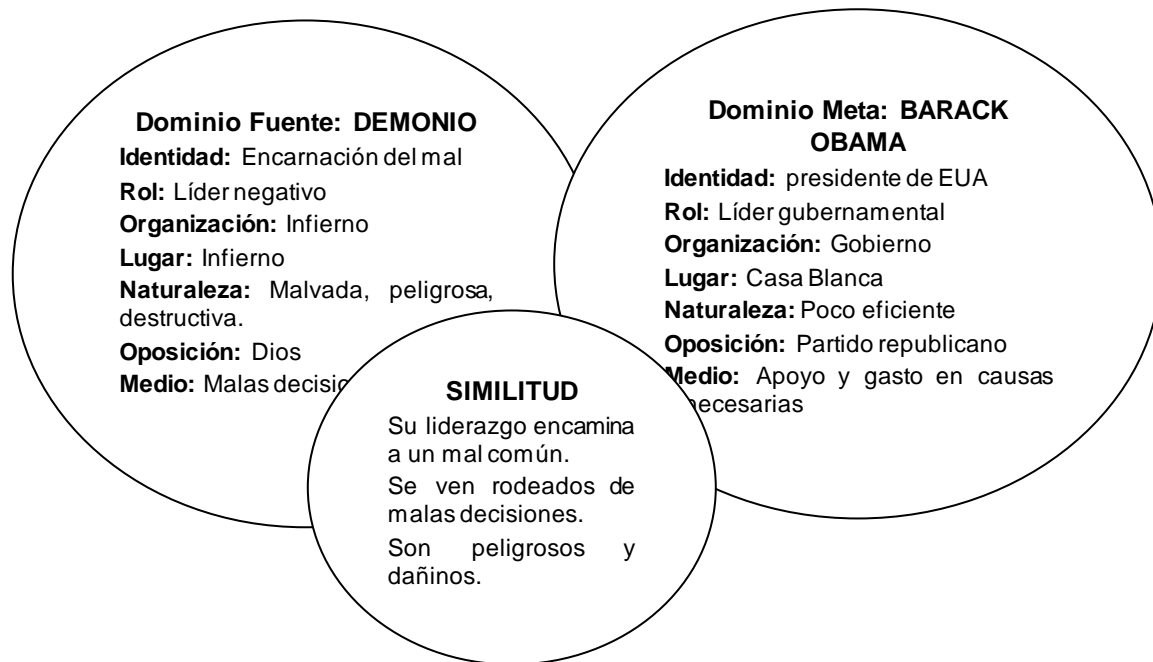 Dominio Fuente: DEMONIO
Identidad: Encarnación del mal
Rol: Líder negativo
Organización: Infierno
Lugar: Infierno
Naturaleza: Malvada, peligrosa,
destructiva.
Oposición: Dios
Medio: Malas decisio
Dominio Meta: BARACK
OBAMA
Identidad: presidente de EUA
Rol: Líder gubernamental
Organización: Gobierno
Lugar: Casa Blanca
Naturaleza: Poco eficiente
Oposición: Partido republicano
Medio: Apoyo y gasto en causas
necesarias
SIMILITUD
Su liderazgo encamina
a un mal común.
Se ven rodeados de
malas decisiones.
Son peligrosos y
dañinos.